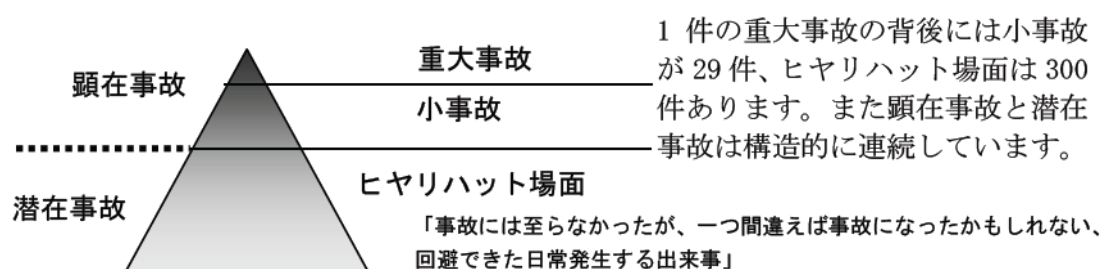 顕在事故
潜在事故
重大事故
小事故
ヒヤリハット場面
「事故には至らなかったが、一つ間違えば事故になったかもしれない、
回避できた日常発生する出来事」
1 件の重大事故の背後には小事故
が 29 件、ヒヤリハット場面は 300
件あります。また顕在事故と潜在
事故は構造的に連続しています。